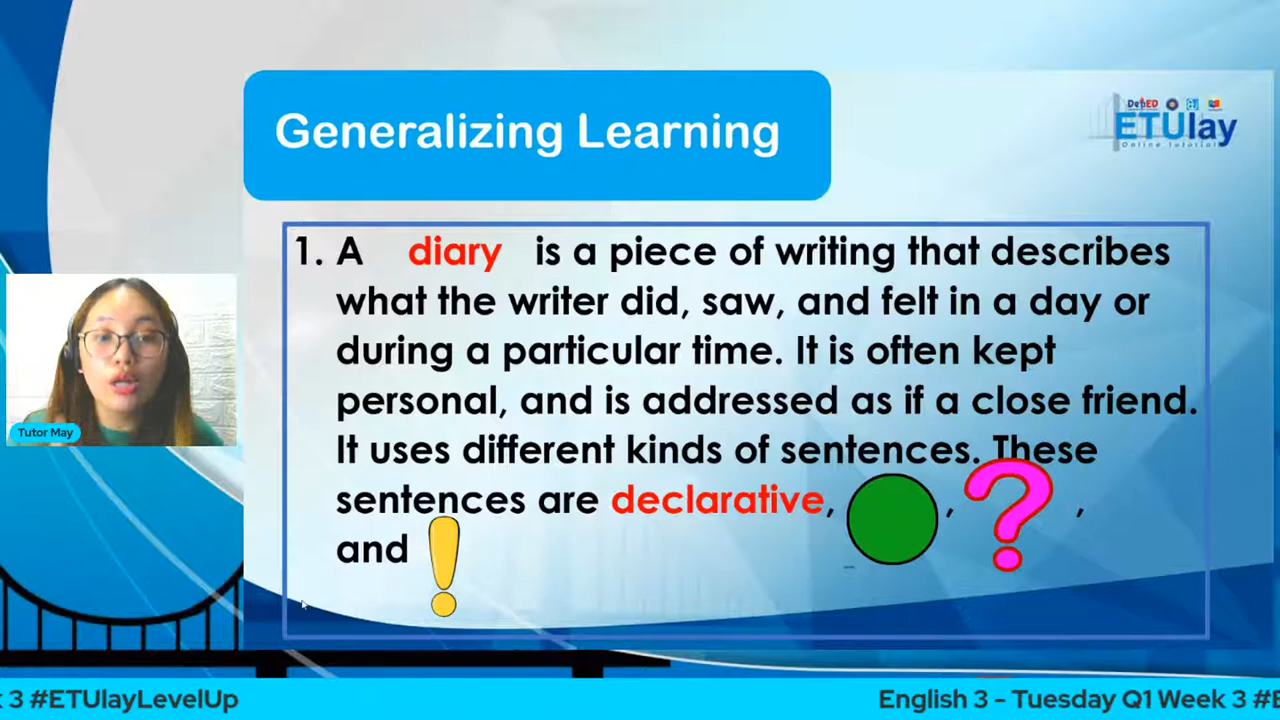 Generalizing Learning
DepED
ETUlay
Online Tutorial
1. A diary is a piece of writing that describes
what the writer did, saw, and felt in a day or
during a particular time. It is often kept
personal, and is addressed as if a close friend.
It uses different kinds of sentences. These
sentences are declarative, , ? ,
and !
Tutor May
k 3 #ETUlayLevelUp
English 3 - Tuesday Q1 Week 3 #E